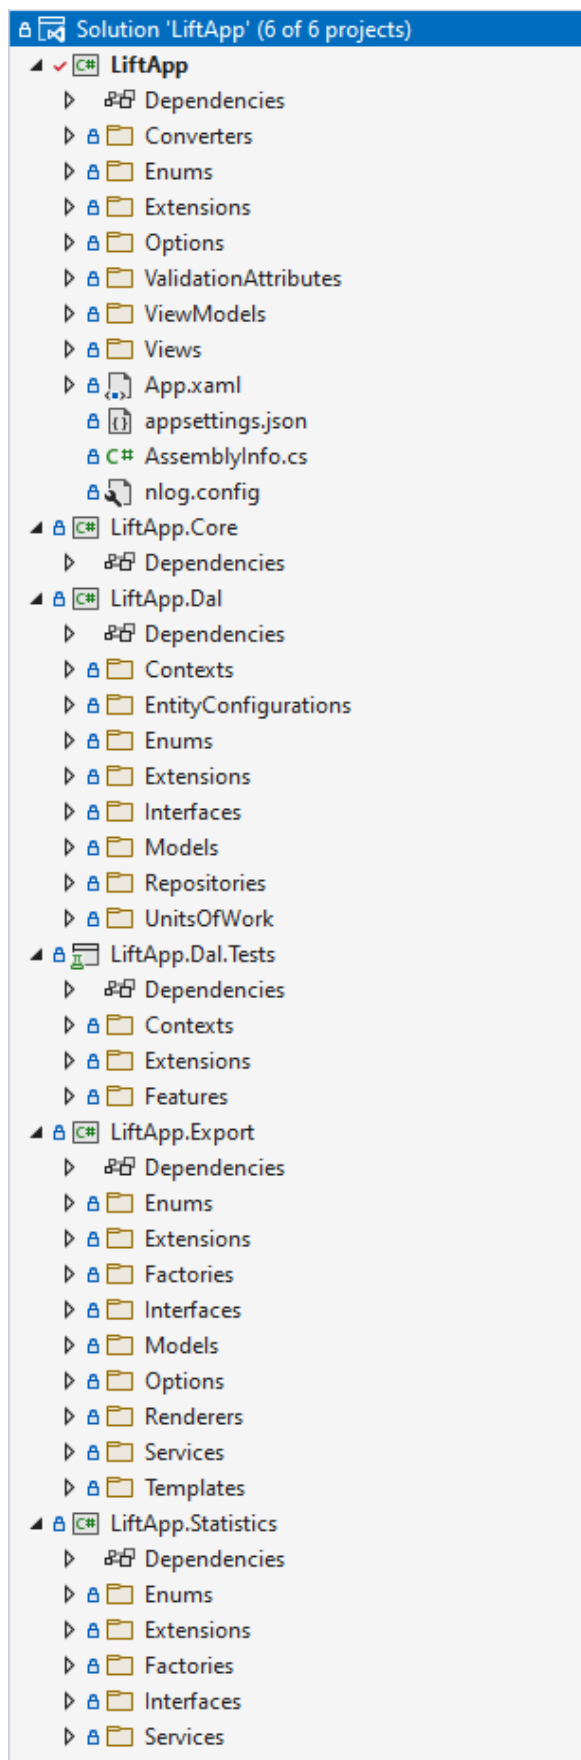 Solution 'LiftApp' (6 of 6 projects)
C# LiftApp
Dependencies
Converters
Enums
Extensions
Options
ValidationAttributes
ViewModels
Views
App.xaml
appsettings.json
C# AssemblyInfo.cs
nlog.config
C# LiftApp.Core
Dependencies
C# LiftApp.Dal
Dependencies
Contexts
EntityConfigurations
Enums
Extensions
Interfaces
Models
Repositories
UnitsOfWork
LiftApp.Dal.Tests
Dependencies
Contexts
Extensions
Features
C# LiftApp.Export
Dependencies
Enums
Extensions
Factories
Interfaces
Models
Options
Renderers
Services
Templates
C# LiftApp.Statistics
Dependencies
Enums
Extensions
Factories
Interfaces
Services